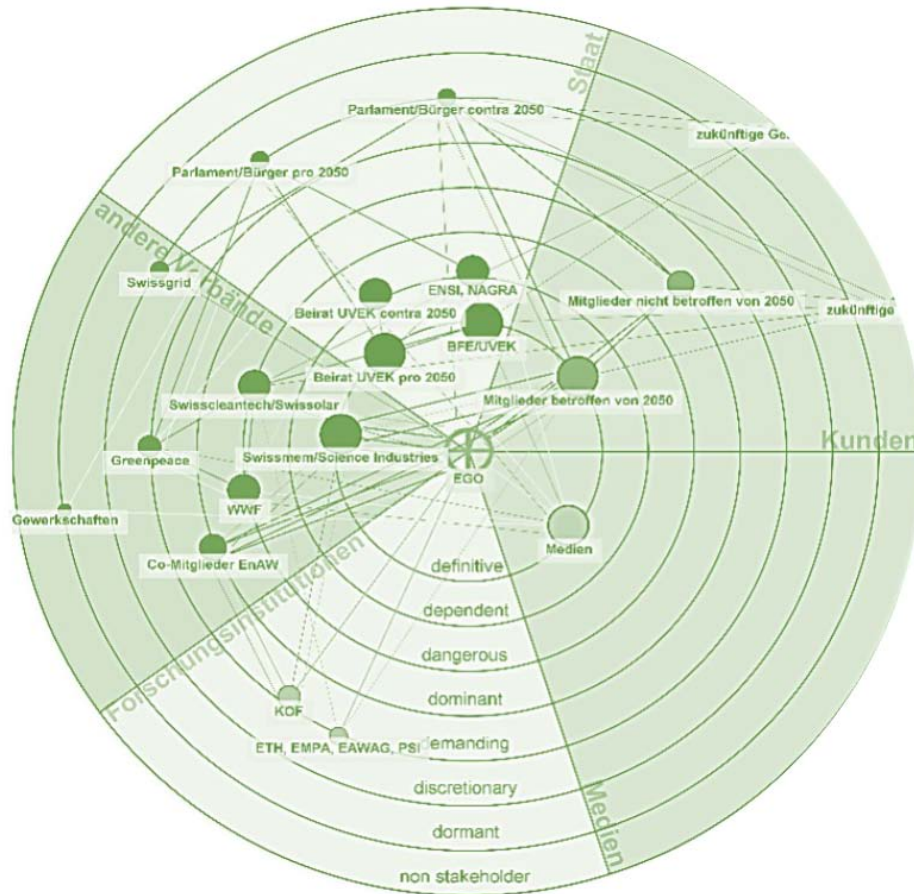 Staat
Parlament/Bürger contra 2050
zukünftige Ge
Parlament/Bürger pro 2050
andere Verbände
Swissgrid
ENSI, NAGRA
Mitglieder nicht betroffen von 2050
Beirat UVEK contra 2050
zukünftige
BFE/UVEK
Beirat UVEK pro 2050
Mitglieder betroffen von 2050
Swisscleantech/Swissolar
Kunden
Swissmem/Science Industries
Greenpeace
EGO
WWF
Gewerkschaften
Medien
Co-Mitglieder EnAW
Forschungsinstitutionen
definitive
dependent
dangerous
dominant
KOF
ETH, EMPA, EAWAG, PSI
demanding
discretionary
Medien
dormant
non stakeholder